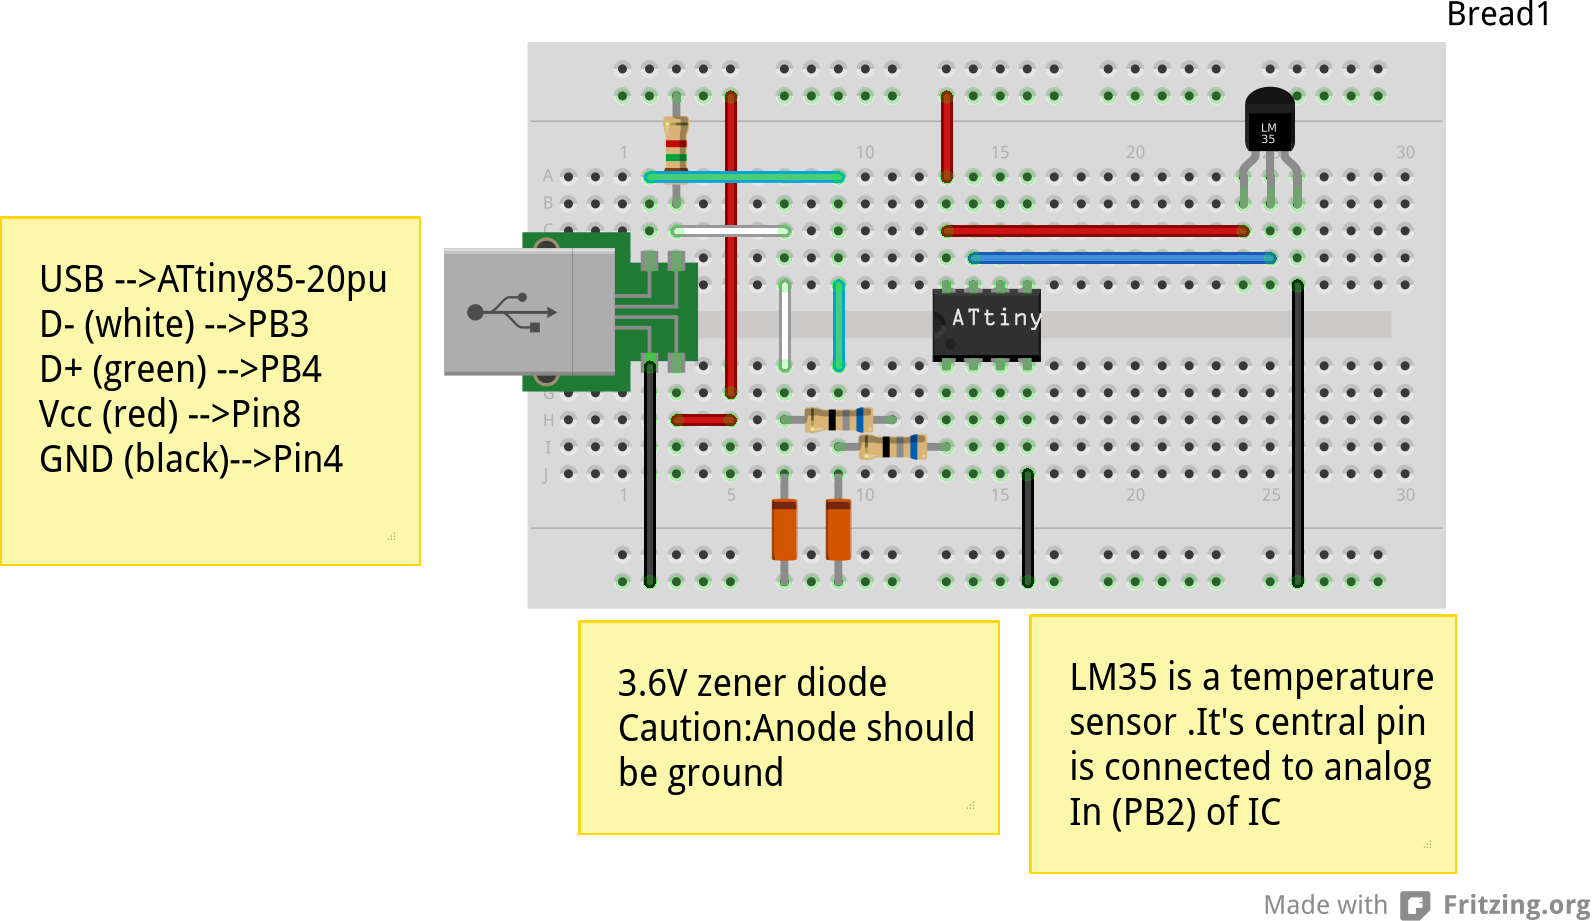 Bread1
1 10 15 20 30
A
B
C
LM
35
ATtiny
G
H
I
J
1 5 10 15 20 25 30
USB -->ATtiny85-20pu
D- (white) -->PB3
D+ (green) -->PB4
Vcc (red) -->Pin8
GND (black)-->Pin4
3.6V zener diode
Caution:Anode should
be ground
LM35 is a temperature
sensor .It's central pin
is connected to analog
In (PB2) of IC
Made with Fritzing.org